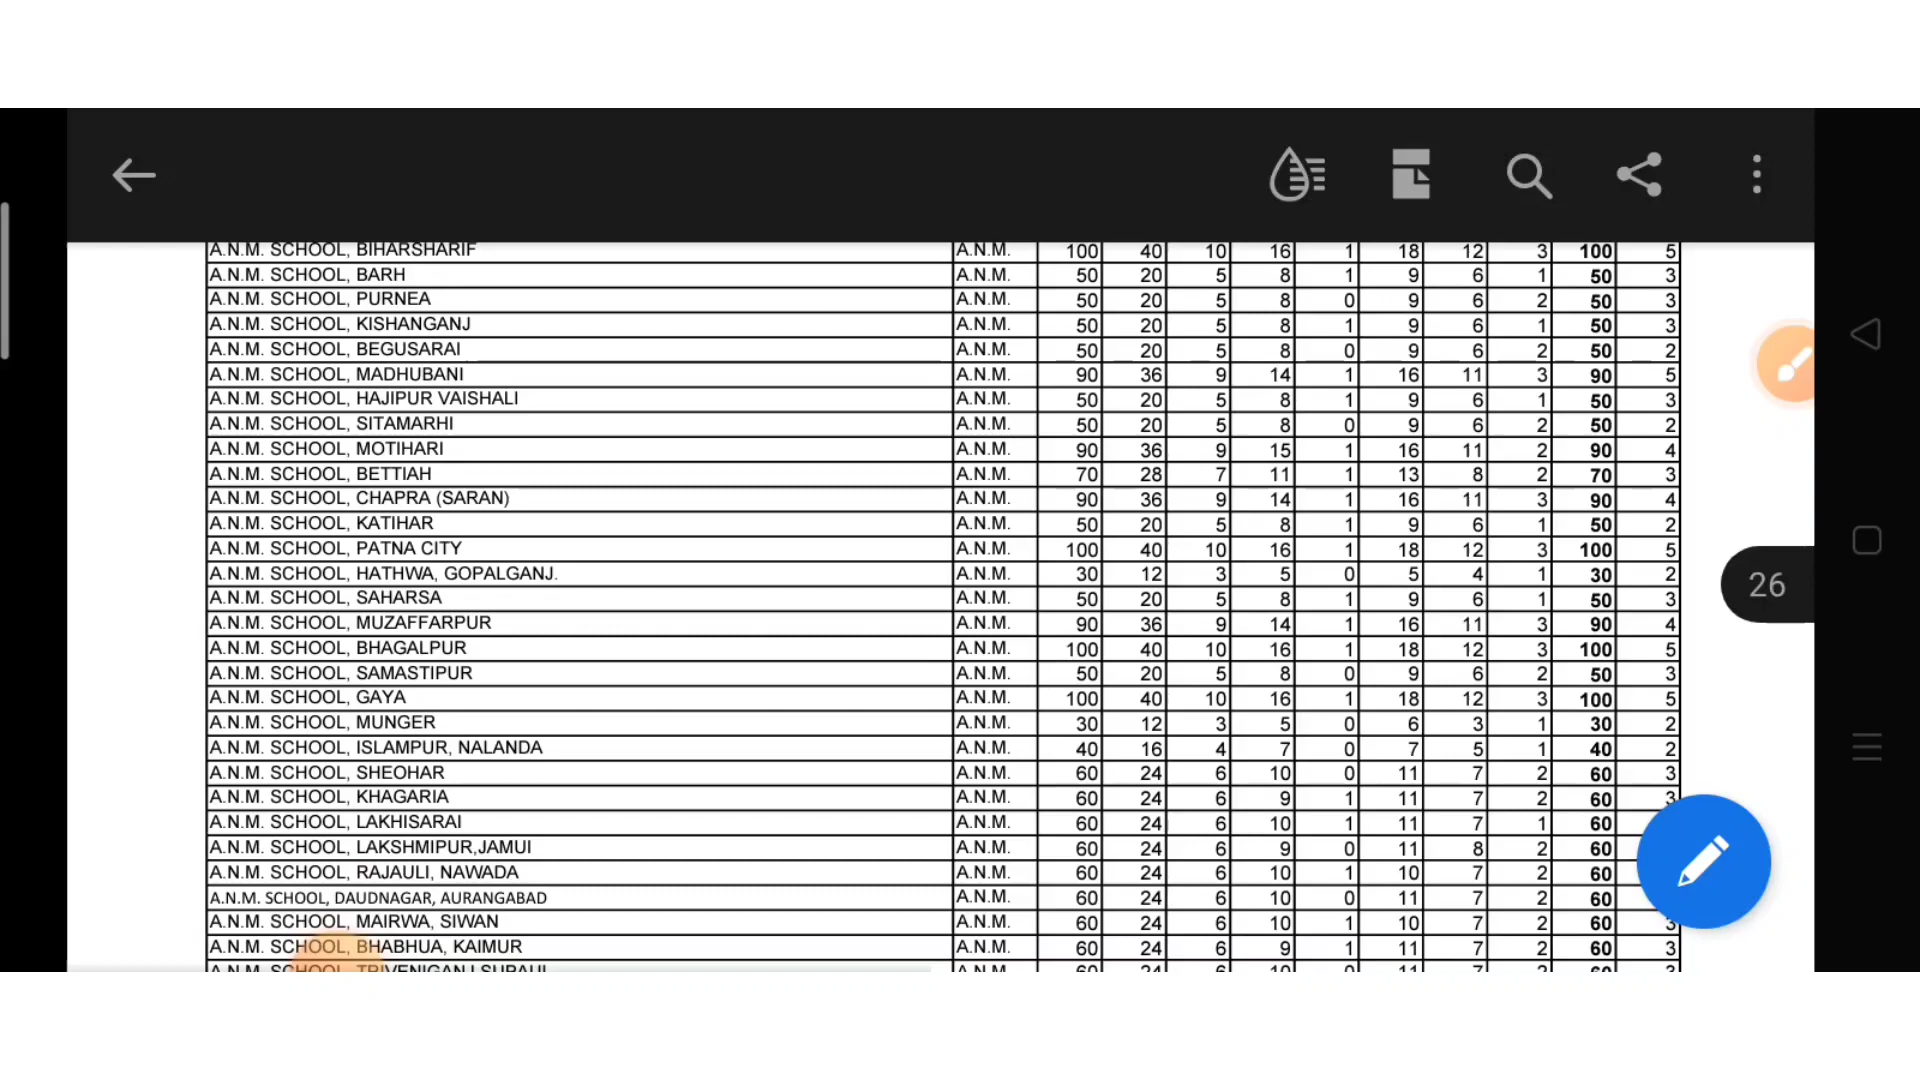 A.N.M. SCHOOL, BIHARSHARIF A.N.M. 100 40 10 16 1 18 12 3 100 5
A.N.M. SCHOOL, BARH A.N.M. 50 20 5 8 1 9 6 1 50 3
A.N.M. SCHOOL, PURNEA A.N.M. 50 20 5 8 0 9 6 2 50 3
A.N.M. SCHOOL, KISHANGANJ A.N.M. 50 20 5 8 1 9 6 1 50 3
A.N.M. SCHOOL, BEGUSARAI A.N.M. 50 20 5 8 0 9 6 2 50 2
A.N.M. SCHOOL, MADHUBANI A.N.M. 90 36 9 14 1 16 11 3 90 5
A.N.M. SCHOOL, HAJIPUR VAISHALI A.N.M. 50 20 5 8 1 9 6 1 50 3
A.N.M. SCHOOL, SITAMARHI A.N.M. 50 20 5 8 0 9 6 2 50 2
A.N.M. SCHOOL, MOTIHARI A.N.M. 90 36 9 15 1 16 11 2 90 4
A.N.M. SCHOOL, BETTIAH A.N.M. 70 28 7 11 1 13 8 2 70 3
A.N.M. SCHOOL, CHAPRA (SARAN) A.N.M. 90 36 9 14 1 16 11 3 90 4
A.N.M. SCHOOL, KATIHAR A.N.M. 50 20 5 8 1 9 6 1 50 2
A.N.M. SCHOOL, PATNA CITY A.N.M. 100 40 10 16 1 18 12 3 100 5
A.N.M. SCHOOL, HATHWA, GOPALGANJ. A.N.M. 30 12 3 5 0 5 4 1 30 2
26
A.N.M. SCHOOL, SAHARSA A.N.M. 50 20 5 8 1 9 6 1 50 3
A.N.M. SCHOOL, MUZAFFARPUR A.N.M. 90 36 9 14 1 16 11 3 90 4
A.N.M. SCHOOL, BHAGALPUR A.N.M. 100 40 10 16 1 18 12 3 100 5
A.N.M. SCHOOL, SAMASTIPUR A.N.M. 50 20 5 8 0 9 6 2 50 3
A.N.M. SCHOOL, GAYA A.N.M. 100 40 10 16 1 18 12 3 100 5
A.N.M. SCHOOL, MUNGER A.N.M. 30 12 3 5 0 6 3 1 30 2
A.N.M. SCHOOL, ISLAMPUR, NALANDA A.N.M. 40 16 4 7 0 7 5 1 40 2
A.N.M. SCHOOL, SHEOHAR A.N.M. 60 24 6 10 0 11 7 2 60 3
A.N.M. SCHOOL, KHAGARIA A.N.M. 60 24 6 9 1 11 7 2 60 3
A.N.M. SCHOOL, LAKHISARAI A.N.M. 60 24 6 10 1 11 7 1 60
A.N.M. SCHOOL, LAKSHMIPUR,JAMUI A.N.M. 60 24 6 9 0 11 8 2 60
A.N.M. SCHOOL, RAJAULI, NAWADA A.N.M. 60 24 6 10 1 10 7 2 60
A.N.M. SCHOOL, DAUDNAGAR, AURANGABAD A.N.M. 60 24 6 10 0 11 7 2 60
A.N.M. SCHOOL, MAIRWA, SIWAN A.N.M. 60 24 6 10 1 10 7 2 60 3
A.N.M. SCHOOL, BHABHUA, KAIMUR A.N.M. 60 24 6 9 1 11 7 2 60 3
A.N.M. SCHOOL, TRIVENIGANJ,SUPAUL A.N.M. 60 24 6 10 0 11 7 2 60 3